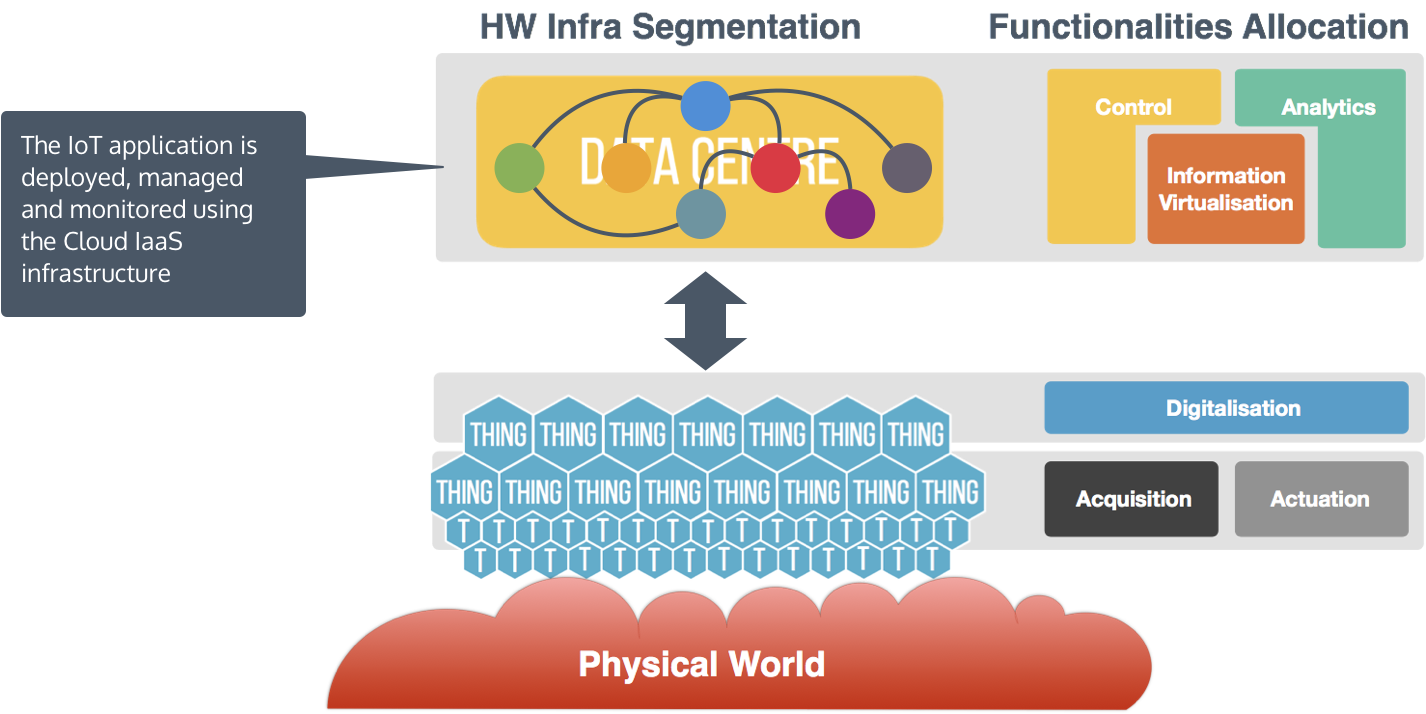 HW Infra Segmentation
Functionalities Allocation
The IoT application is
deployed, managed
and monitored using
the Cloud IaaS
infrastructure
DATA CENTRE
Control
Analytics
Information
Virtualisation
THING THING THING THING THING THING THING
Digitalisation
THING THING THING THING THING THING THING THING
Acquisition
Actuation
T T T T T T T T T T T T T T T
T T T T T T T T T T T T T T
Physical World